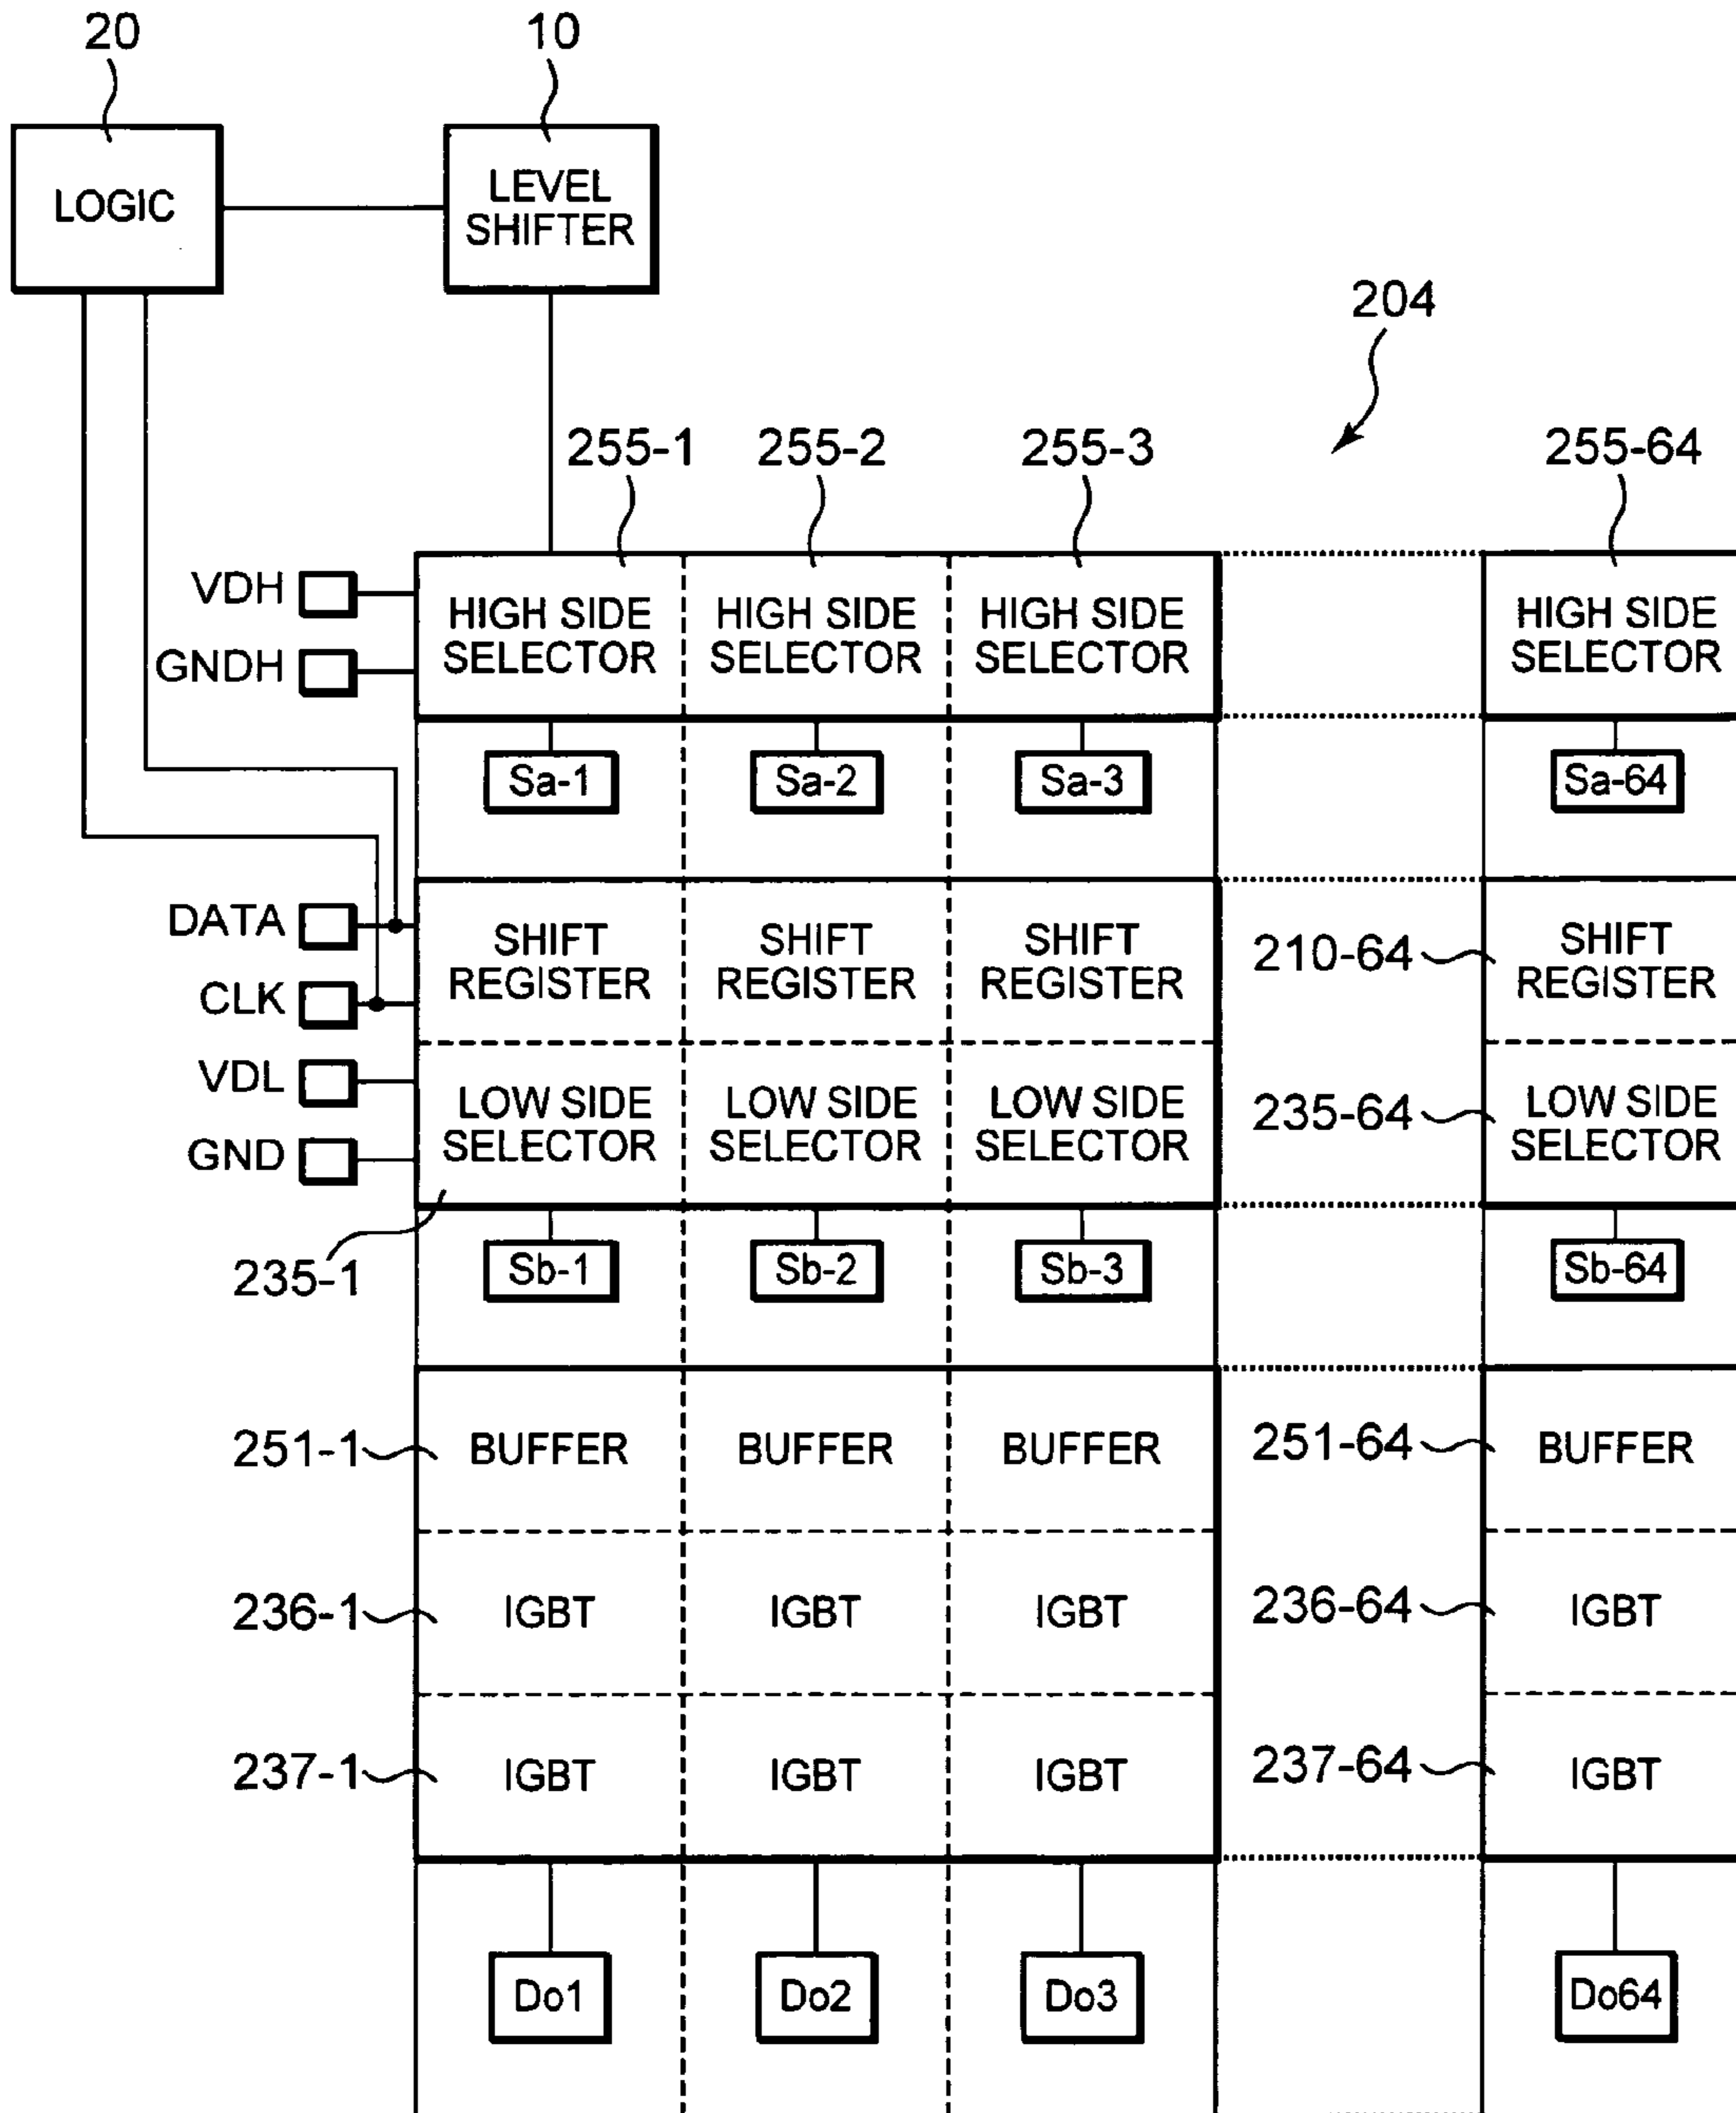 20
10
LOGIC
LEVEL
SHIFTER
204
255-1
255-2
255-3
255-64
VDH
GNDH
HIGH SIDE
SELECTOR
HIGH SIDE
SELECTOR
HIGH SIDE
SELECTOR
HIGH SIDE
SELECTOR
Sa-1
Sa-2
Sa-3
Sa-64
DATA
CLK
VDL
GND
SHIFT
REGISTER
SHIFT
REGISTER
SHIFT
REGISTER
210-64
SHIFT
REGISTER
LOW SIDE
SELECTOR
LOW SIDE
SELECTOR
LOW SIDE
SELECTOR
235-64
LOW SIDE
SELECTOR
235-1
Sb-1
Sb-2
Sb-3
Sb-64
251-1
BUFFER
BUFFER
BUFFER
251-64
BUFFER
236-1
IGBT
IGBT
IGBT
236-64
IGBT
237-1
IGBT
IGBT
IGBT
237-64
IGBT
Do1
Do2
Do3
Do64